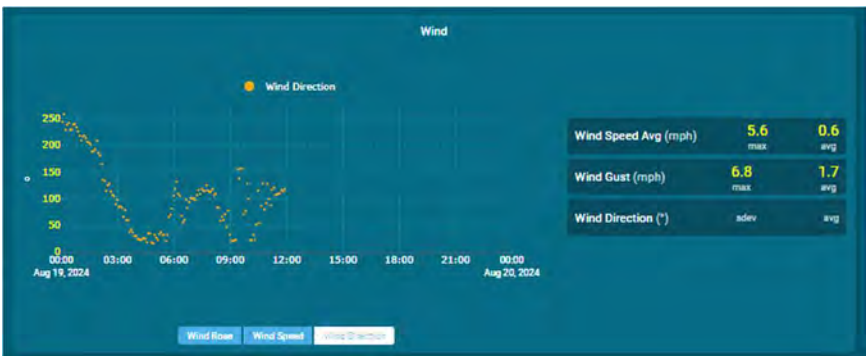 Wind
Wind Direction
250
200
150
100
50
0
°
00:00 03:00 06:00 09:00 12:00 15:00 18:00 21:00 00:00
Aug 19, 2024 Aug 20, 2024
Wind Speed Avg (mph) 5.6 0.6
max avg
Wind Gust (mph) 6.8 1.7
max avg
Wind Direction (°) sdev avg
Wind Rose Wind Speed Wind Direction